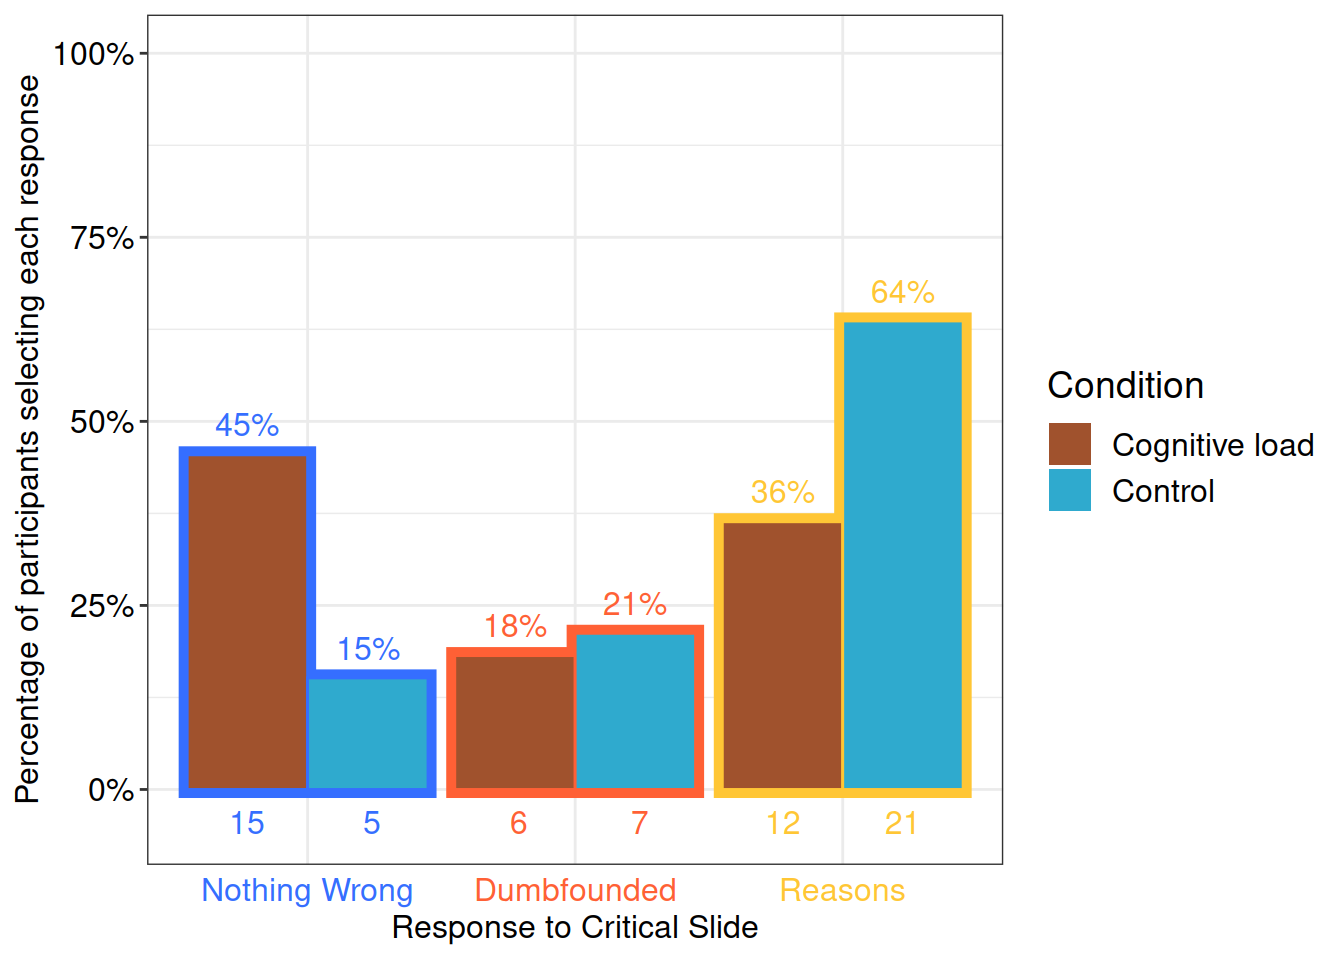 Percentage of participants selecting each response
100%
75%
50%
25%
0%
45%
15%
18%
21%
36%
64%
15
5
6
7
12
21
Nothing Wrong
Dumbfounded
Reasons
Response to Critical Slide
Condition
Cognitive load
Control